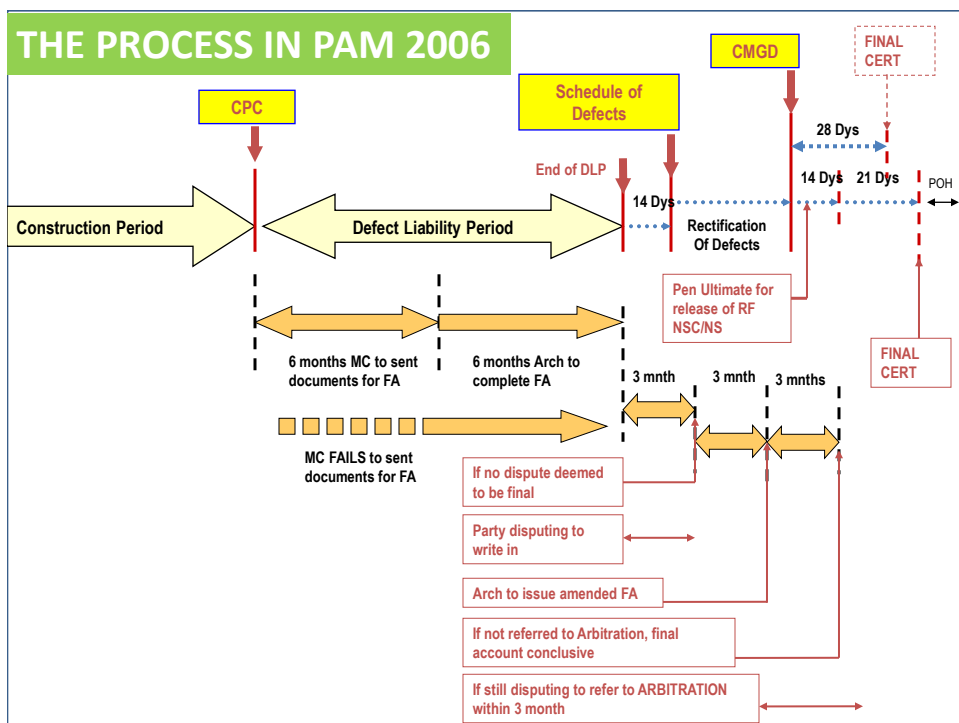 THE PROCESS IN PAM 2006
FINAL
CERT
CMGD
Schedule of
Defects
CPC
28 Dys
End of DLP
14 Dys
14 Dys
21 Dys
POH
Construction Period
Defect Liability Period
Rectification
Of Defects
Pen Ultimate for
release of RF
NSC/NS
FINAL
CERT
6 months MC to sent
documents for FA
6 months Arch to
complete FA
3 mnth
3 mnth
3 mnths
MC FAILS to sent
documents for FA
If no dispute deemed
to be final
Party disputing to
write in
Arch to issue amended FA
If not referred to Arbitration, final
account conclusive
If still disputing to refer to ARBITRATION
within 3 month